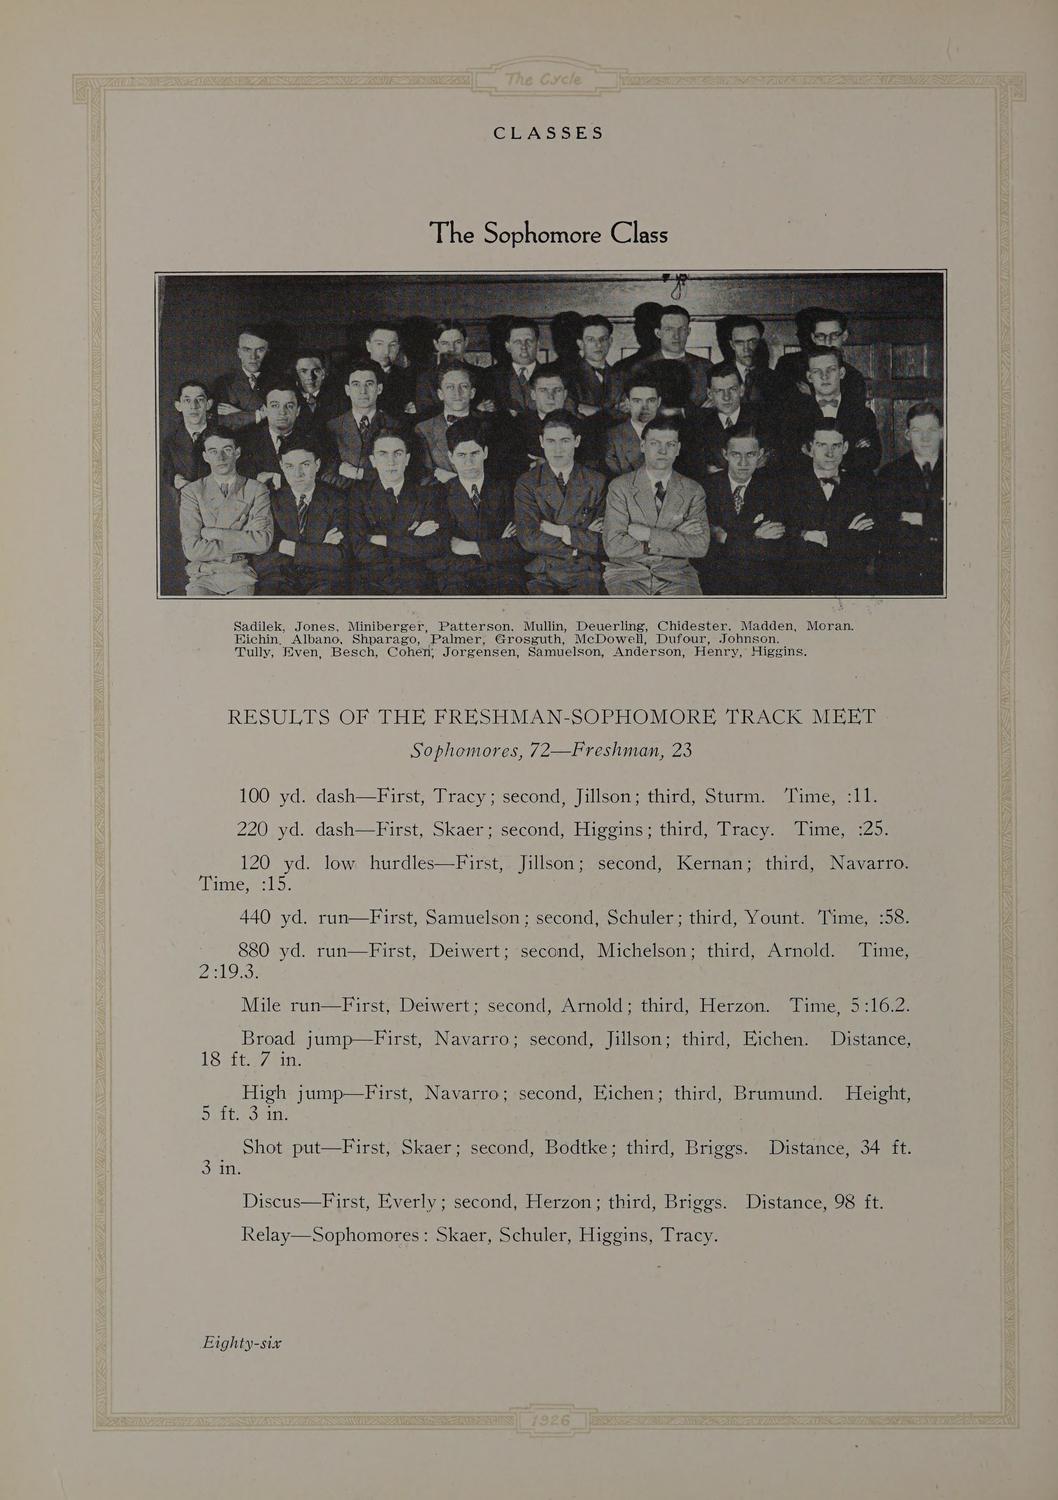 The Cycle
CLASSES
The Sophomore Class
Sadilek, Jones, Miniberger, Patterson, Mullin, Deuerling, Chidester, Madden, Moran.
Eichin, Albano, Shparago, Palmer, Grosguth, McDowell, Dufour, Johnson.
Tully, Even, Besch, Cohen, Jorgensen, Samuelson, Anderson, Henry, Higgins.
RESULTS OF THE FRESHMAN-SOPHOMORE TRACK MEET
Sophomores, 72—Freshman, 23
100 yd. dash—First, Tracy; second, Jillson; third, Sturm. Time, :11.
220 yd. dash—First, Skaer; second, Higgins; third, Tracy. Time, :25.
120 yd. low hurdles—First, Jillson; second, Kernan; third, Navarro.
Time, :15.
440 yd. run—First, Samuelson; second, Schuler; third, Yount. Time, :58.
880 yd. run—First, Deiwert; second, Michelson; third, Arnold. Time,
2:19.3.
Mile run—First, Deiwert; second, Arnold; third, Herzon. Time, 5:16.2.
Broad jump—First, Navarro; second, Jillson; third, Eichen. Distance,
18 ft. 7 in.
High jump—First, Navarro; second, Eichen; third, Brumund. Height,
5 ft. 3 in.
Shot put—First, Skaer; second, Bodtke; third, Briggs. Distance, 34 ft.
3 in.
Discus—First, Everly; second, Herzon; third, Briggs. Distance, 98 ft.
Relay—Sophomores: Skaer, Schuler, Higgins, Tracy.
Eighty-six
1926